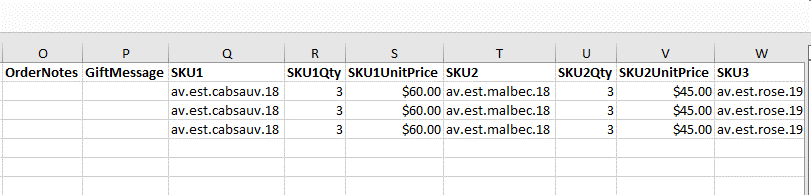 O P Q R S T U V W
OrderNotes GiftMessage SKU1 SKU1Qty SKU1UnitPrice SKU2 SKU2Qty SKU2UnitPrice SKU3
av.est.cabsauv.18 3 $60.00 av.est.malbec.18 3 $45.00 av.est.rose.19
av.est.cabsauv.18 3 $60.00 av.est.malbec.18 3 $45.00 av.est.rose.19
av.est.cabsauv.18 3 $60.00 av.est.malbec.18 3 $45.00 av.est.rose.19